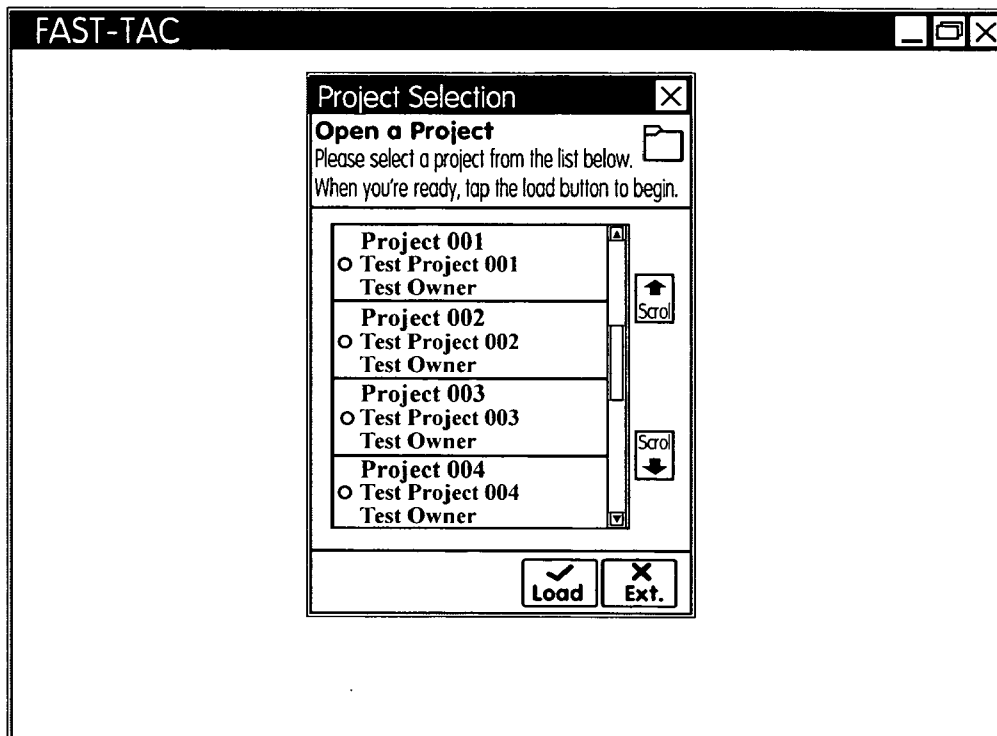 FAST-TAC
Project Selection
Open a Project
Please select a project from the list below.
When you're ready, tap the load button to begin.
Project 001
Test Project 001
Test Owner
Scrol
Project 002
Test Project 002
Test Owner
Project 003
Test Project 003
Test Owner
Scrol
Project 004
Test Project 004
Test Owner
Load
Ext.